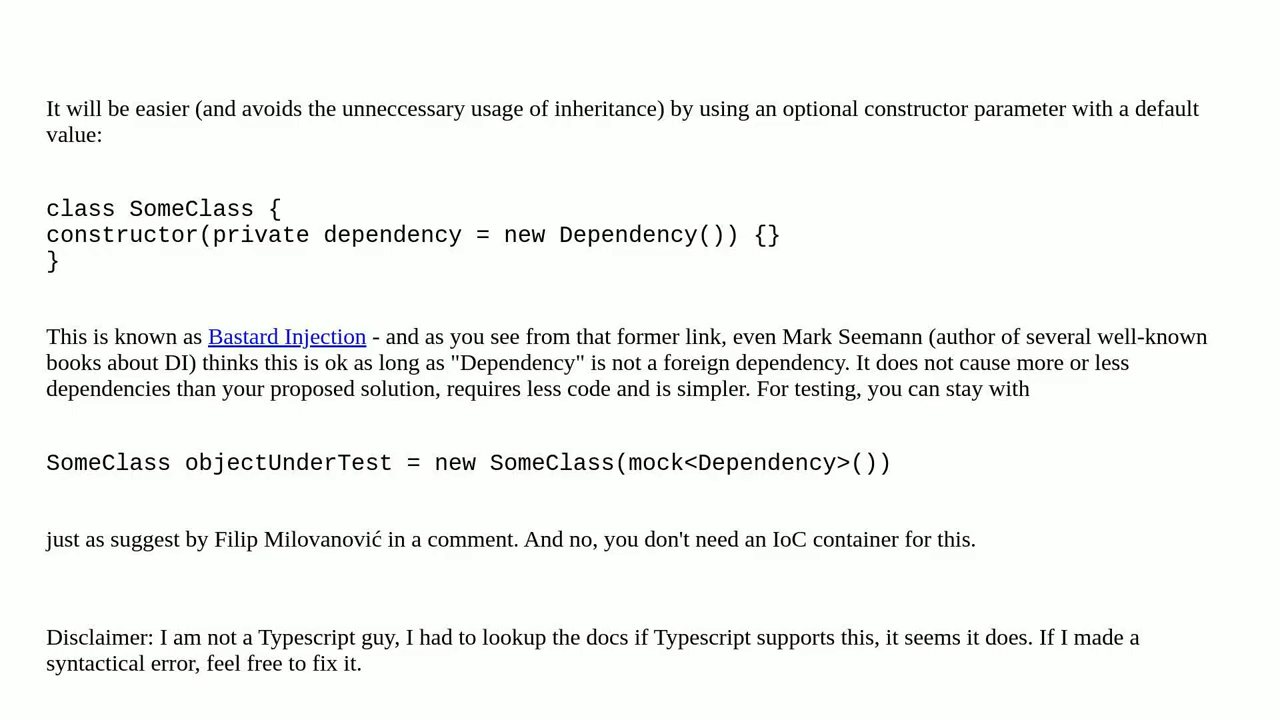 It will be easier (and avoids the unneccessary usage of inheritance) by using an optional constructor parameter with a default
value:
class SomeClass {
constructor(private dependency = new Dependency()) {}
}
This is known as Bastard Injection - and as you see from that former link, even Mark Seemann (author of several well-known
books about DI) thinks this is ok as long as "Dependency" is not a foreign dependency. It does not cause more or less
dependencies than your proposed solution, requires less code and is simpler. For testing, you can stay with
SomeClass objectUnderTest = new SomeClass(mock<Dependency>())
just as suggest by Filip Milovanović in a comment. And no, you don't need an IoC container for this.
Disclaimer: I am not a Typescript guy, I had to lookup the docs if Typescript supports this, it seems it does. If I made a
syntactical error, feel free to fix it.